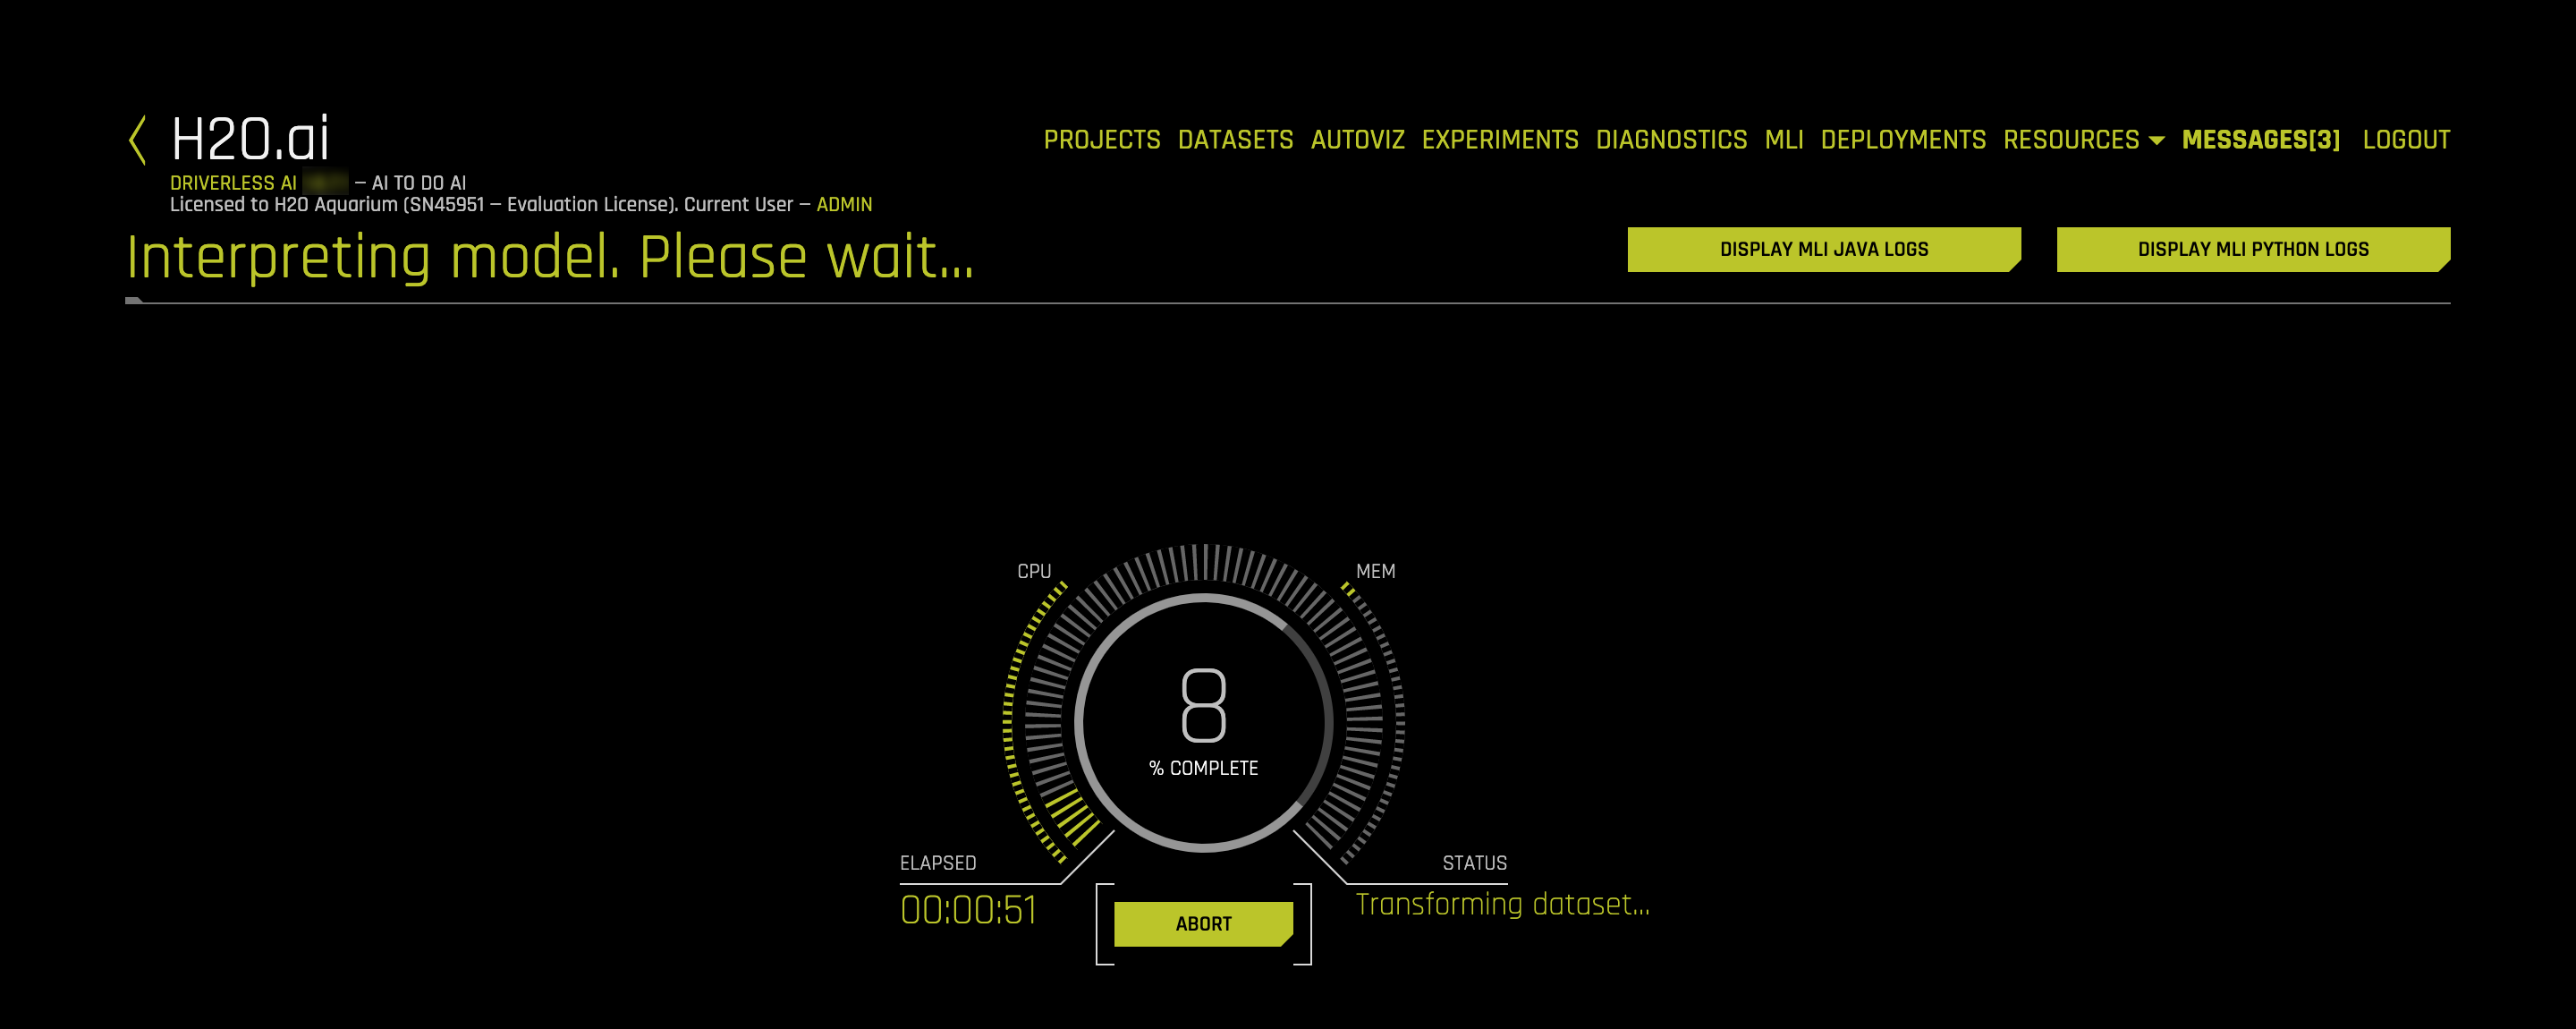 H2O.ai
PROJECTS DATASETS AUTOVIZ EXPERIMENTS DIAGNOSTICS MLI DEPLOYMENTS RESOURCES MESSAGES[3] LOGOUT
DRIVERLESS AI – AI TO DO AI
Licensed to H2O Aquarium (SN45951 – Evaluation License). Current User – ADMIN
Interpreting model. Please wait...
DISPLAY MLI JAVA LOGS
DISPLAY MLI PYTHON LOGS
CPU
MEM
8
% COMPLETE
ELAPSED
00:00:51
STATUS
Transforming dataset...
ABORT